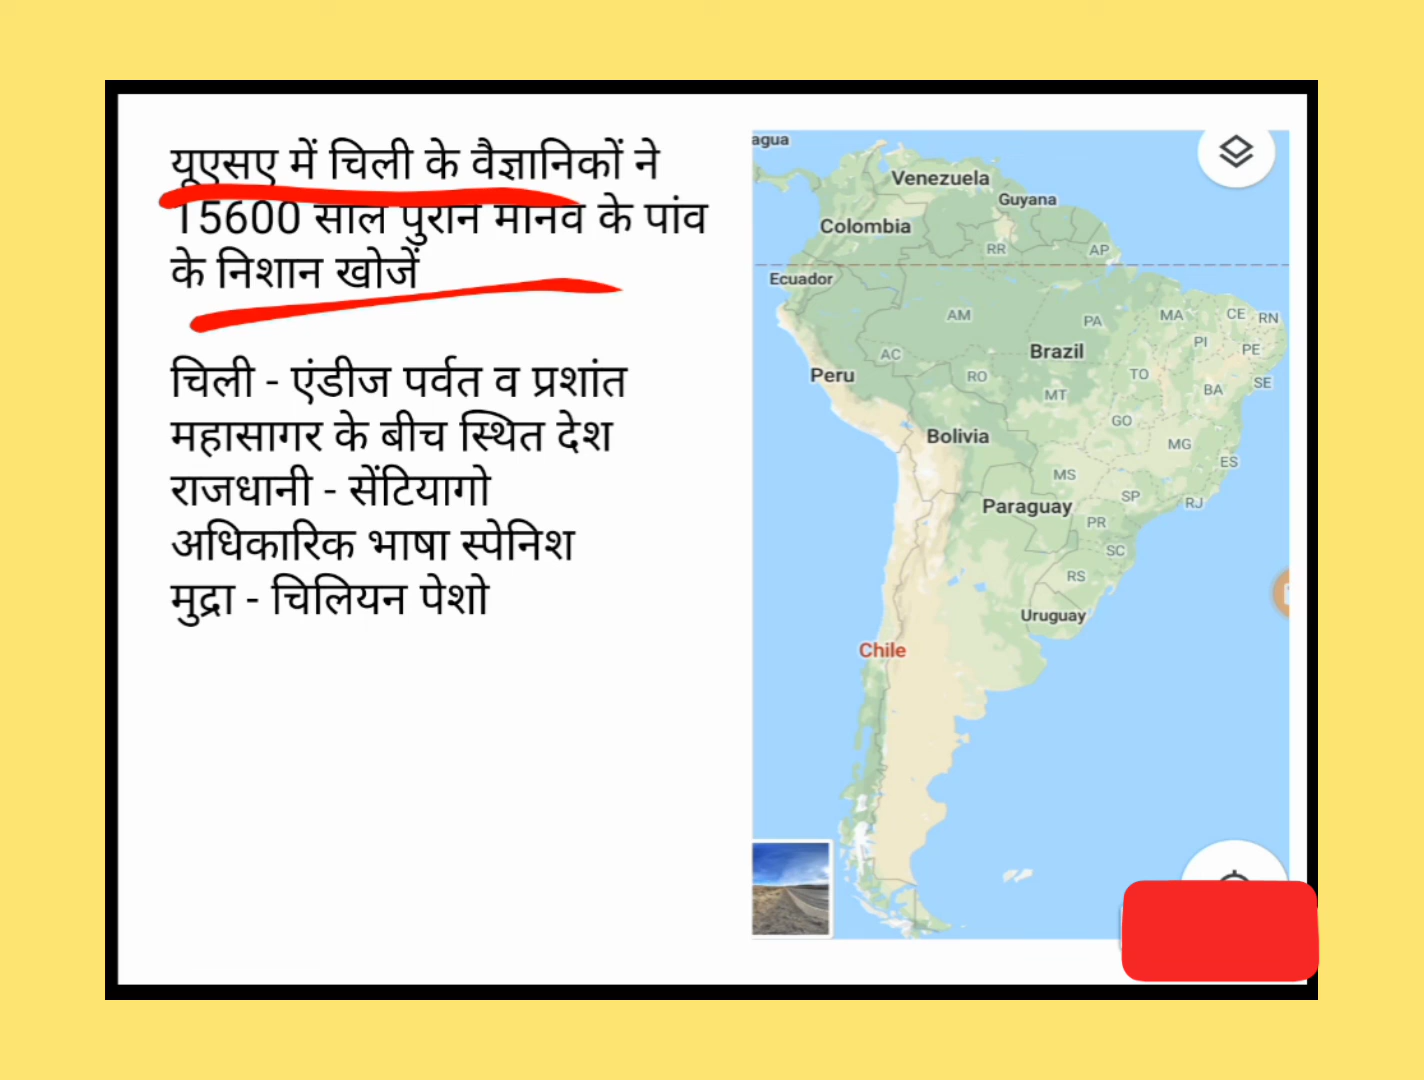 यूएसए में चिली के वैज्ञानिकों ने
15600 साल पुराने मानव के पांव
के निशान खोजें
चिली - एंडीज पर्वत व प्रशांत
महासागर के बीच स्थित देश
राजधानी - सेंटियागो
अधिकारिक भाषा स्पेनिश
मुद्रा - चिलियन पेशो
agua
Venezuela
Guyana
Colombia
RR
AP
Ecuador
AM
PA
MA
CE
RN
PI
PE
Brazil
AC
Peru
RO
TO
SE
MT
BA
GO
Bolivia
MG
ES
MS
SP
RJ
Paraguay
PR
SC
RS
Uruguay
Chile